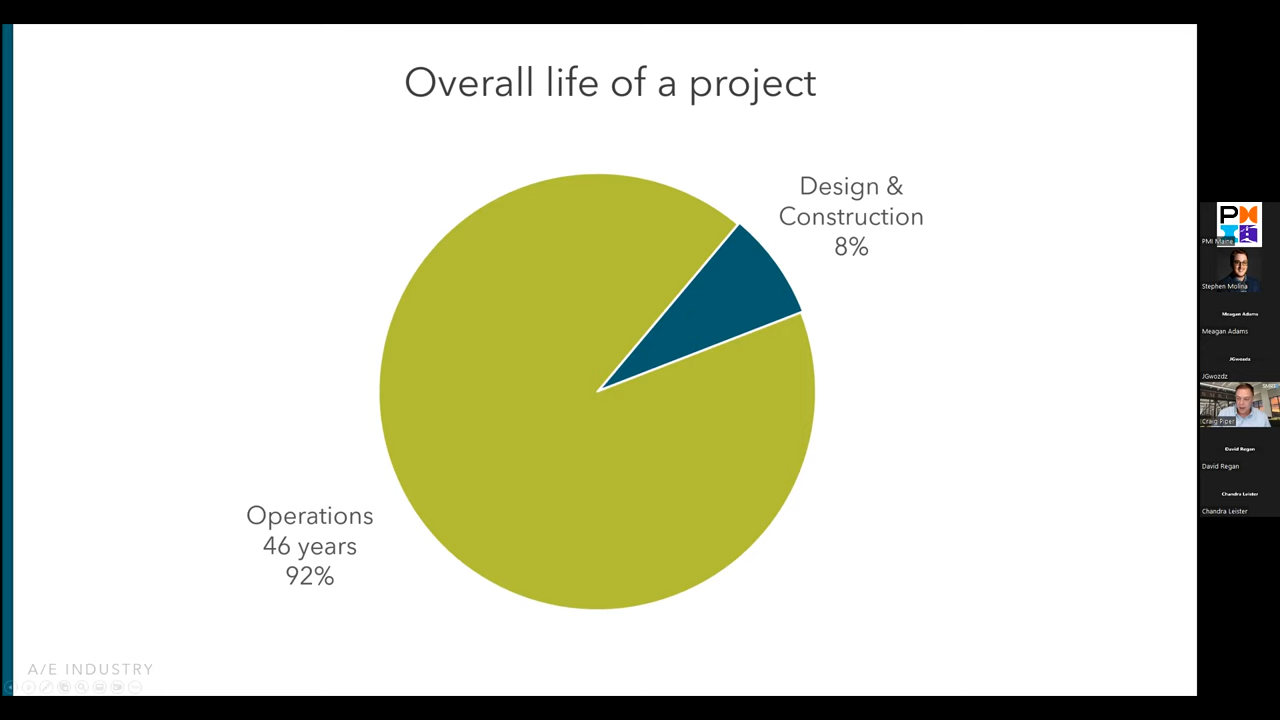 Overall life of a project
Design &
Construction
8%
Operations
46 years
92%
A/E INDUSTRY
PMI Maine
Stephen Molina
Meagan Adams
Meagan Adams
JGwozdz
JGwozdz
SMRT
Craig Piper
David Regan
David Regan
Chandra Leister
Chandra Leister